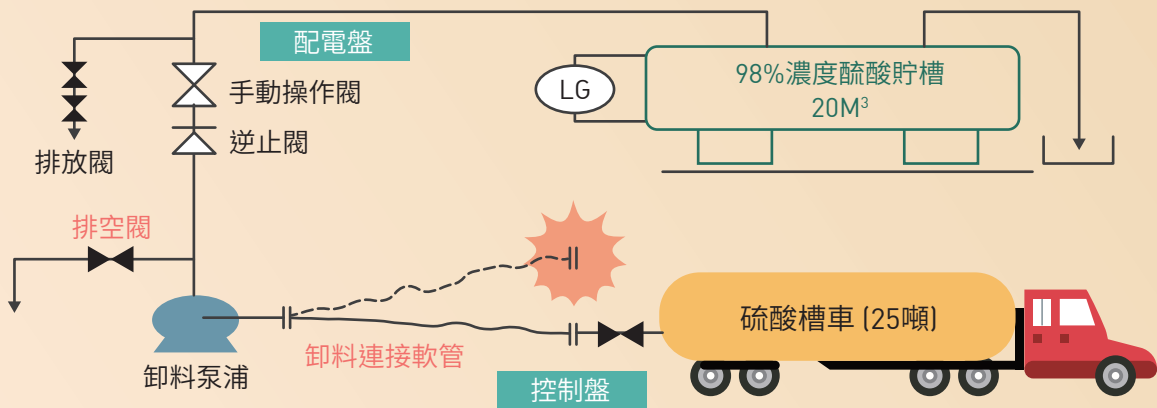 配電盤
手動操作閥
逆止閥
排放閥
排空閥
LG
98%濃度硫酸貯槽
20M³
卸料泵浦
卸料連接軟管
控制盤
硫酸槽車(25噸)